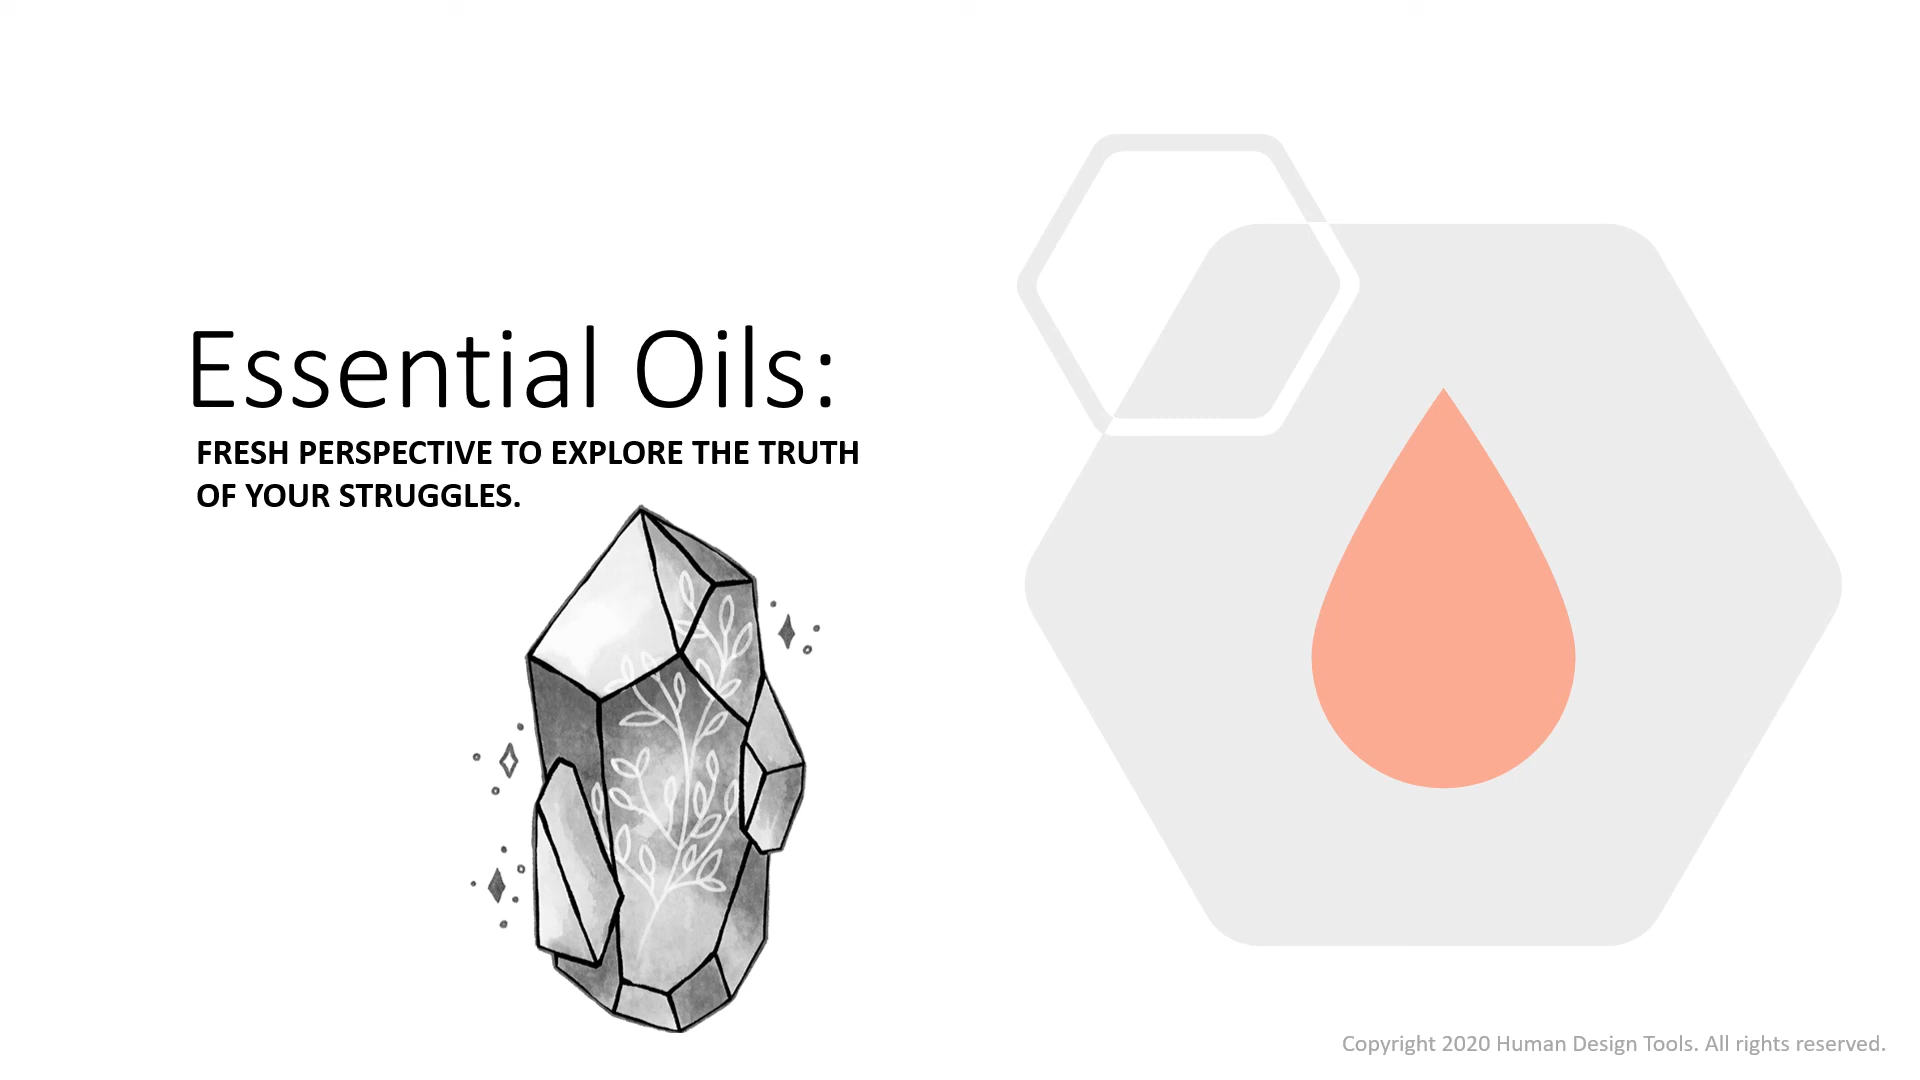 Essential Oils:
FRESH PERSPECTIVE TO EXPLORE THE TRUTH
OF YOUR STRUGGLES.
Copyright 2020 Human Design Tools. All rights reserved.